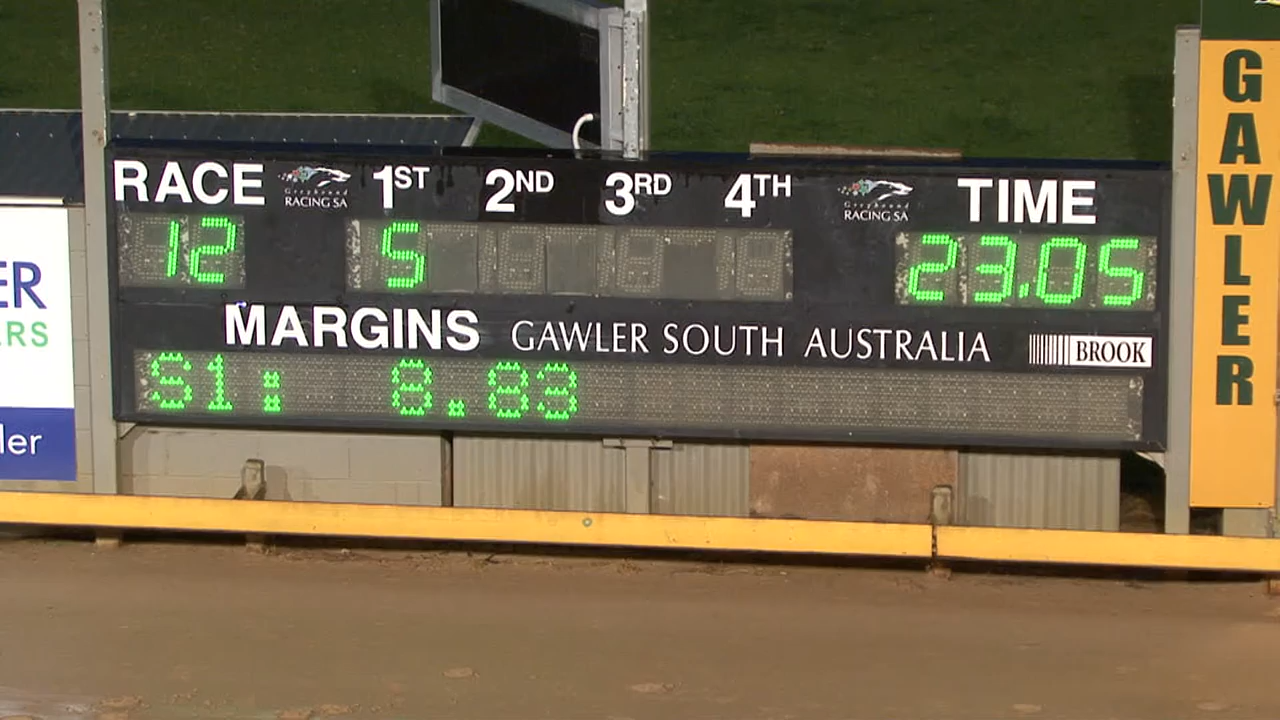 RACE Greyhound RACING SA 1ST 2ND 3RD 4TH Greyhound RACING SA TIME
12 5 23.05
MARGINS GAWLER SOUTH AUSTRALIA BROOK
S1: 8.83
GAWLER
ER
ERS
ler